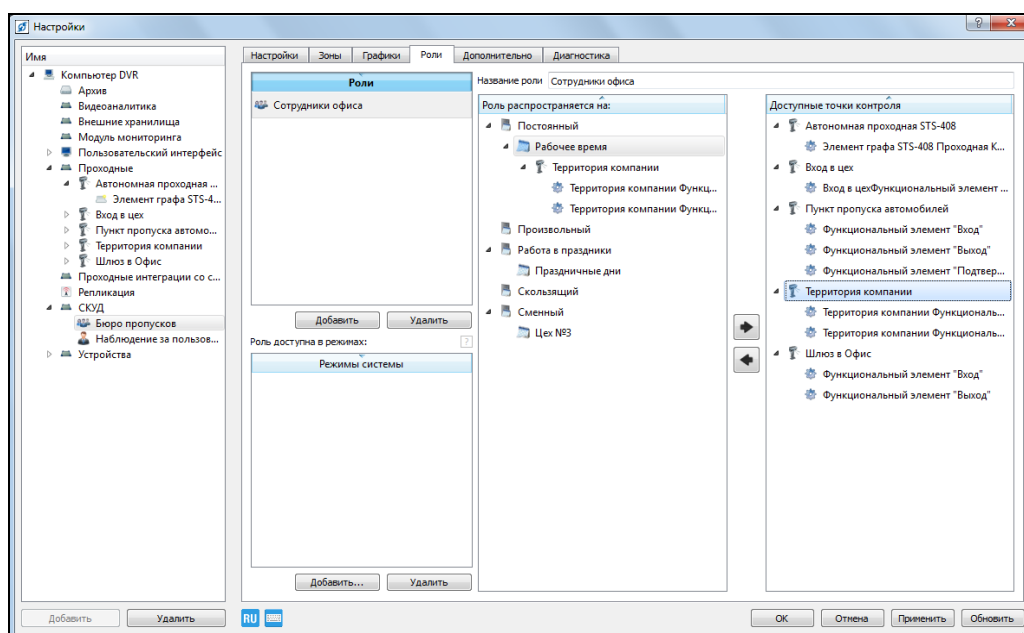 Настройки
?
x
Имя
Компьютер DVR
Архив
Видеоаналитика
Внешние хранилища
Модуль мониторинга
Пользовательский интерфейс
Проходные
Автономная проходная ...
Элемент графа STS-4...
Вход в цех
Пункт пропуска автомо...
Территория компании
Шлюз в Офис
Проходные интеграции со с...
Репликация
СКУД
Бюро пропусков
Наблюдение за пользов...
Устройства
Добавить Удалить
Настройки Зоны Графики Роли Дополнительно Диагностика
Роли
Сотрудники офиса
Добавить Удалить
Роль доступна в режимах: ?
Режимы системы
Добавить... Удалить
Название роли Сотрудники офиса
Роль распространяется на:
Постоянный
Рабочее время
Территория компании
Территория компании Функц...
Территория компании Функц...
Произвольный
Работа в праздники
Праздничные дни
Скользящий
Сменный
Цех №3
Доступные точки контроля
Автономная проходная STS-408
Элемент графа STS-408 Проходная К...
Вход в цех
Вход в цехФункциональный элемент ...
Пункт пропуска автомобилей
Функциональный элемент "Вход"
Функциональный элемент "Выход"
Функциональный элемент "Подтвер...
Территория компании
Территория компании Функциональ...
Территория компании Функциональ...
Шлюз в Офис
Функциональный элемент "Вход"
Функциональный элемент "Выход"
RU
OK Отмена Применить Обновить